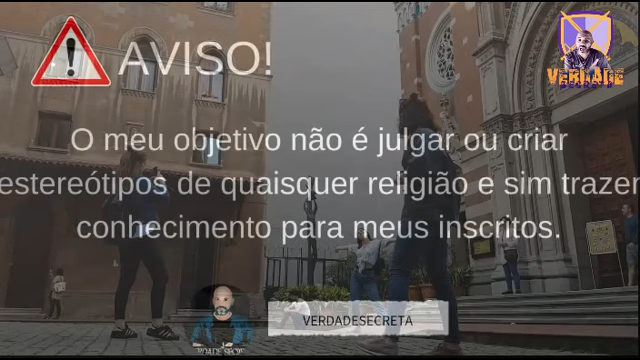 AVISO!
VERDADE
SECRETA
O meu objetivo não é julgar ou criar
estereótipos de quaisquer religião e sim trazer
conhecimento para meus inscritos.
VERDADESECRETA